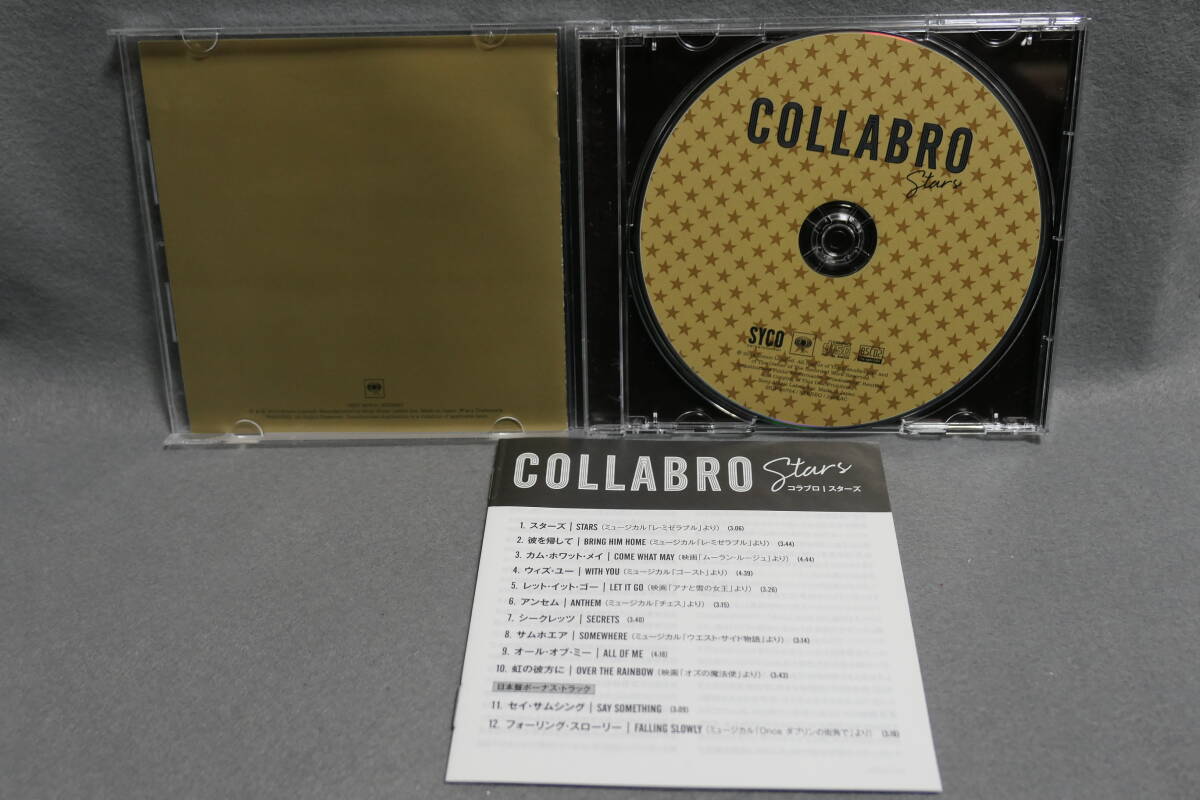 COLLABRO
Stars
SYCO
COLLABRO Stars
コラブロ | スターズ
1. スターズ | STARS (ミュージカル「レ・ミゼラブル」より) (3.06)
2. 彼を帰して | BRING HIM HOME (ミュージカル「レ・ミゼラブル」より) (3.44)
3. カム・ホワット・メイ | COME WHAT MAY (映画「ムーラン・ルージュ」より) (4.44)
4. ウィズ・ユー | WITH YOU (ミュージカル「ゴースト」より) (4:39)
5. レット・イット・ゴー | LET IT GO (映画「アナと雪の女王」より) (3.26)
6. アンセム | ANTHEM (ミュージカル「チェス」より) (3.15)
7. シークレッツ | SECRETS (3.40)
8. サムホエア | SOMEWHERE (ミュージカル「ウエスト・サイド物語」より) (3.14)
9. オール・オブ・ミー | ALL OF ME (4.18)
10. 虹の彼方に | OVER THE RAINBOW (映画「オズの魔法使」より) (3.43)
日本盤ボーナス・トラック
11. セイ・サムシング | SAY SOMETHING (3.09)
12. フォーリング・スローリー | FALLING SLOWLY (ミュージカル「Once ダブリンの街角で」より)